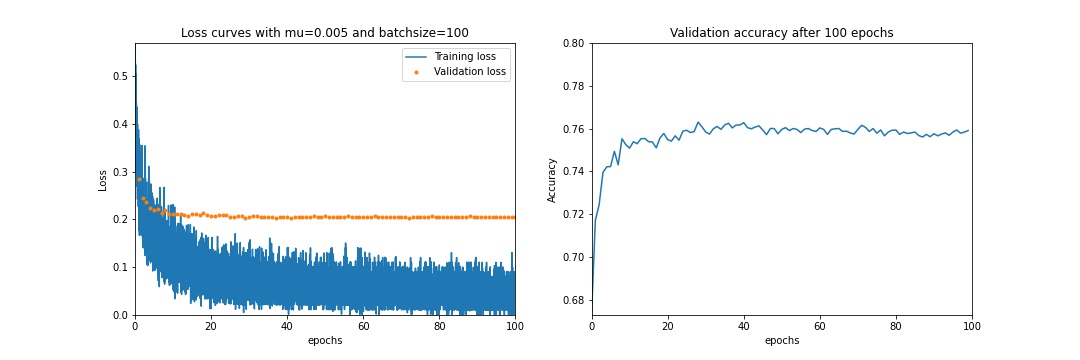 Loss curves with mu=0.005 and batchsize=100
Training loss
Validation loss
0.5
0.4
0.3
0.2
0.1
0.0
Loss
0 20 40 60 80 100
epochs
Validation accuracy after 100 epochs
0.80
0.78
0.76
0.74
0.72
0.70
0.68
Accuracy
0 20 40 60 80 100
epochs